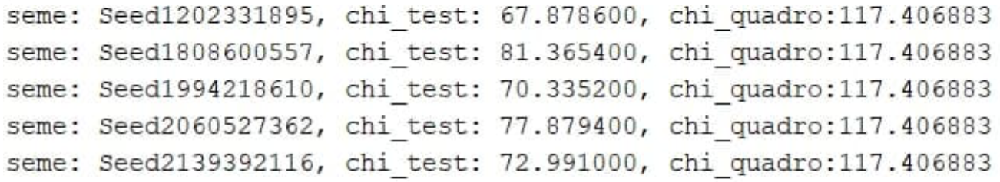 seme: Seed1202331895, chi_test: 67.878600, chi_quadro:117.406883
seme: Seed1808600557, chi_test: 81.365400, chi_quadro:117.406883
seme: Seed1994218610, chi_test: 70.335200, chi_quadro:117.406883
seme: Seed2060527362, chi_test: 77.879400, chi_quadro:117.406883
seme: Seed2139392116, chi_test: 72.991000, chi_quadro:117.406883